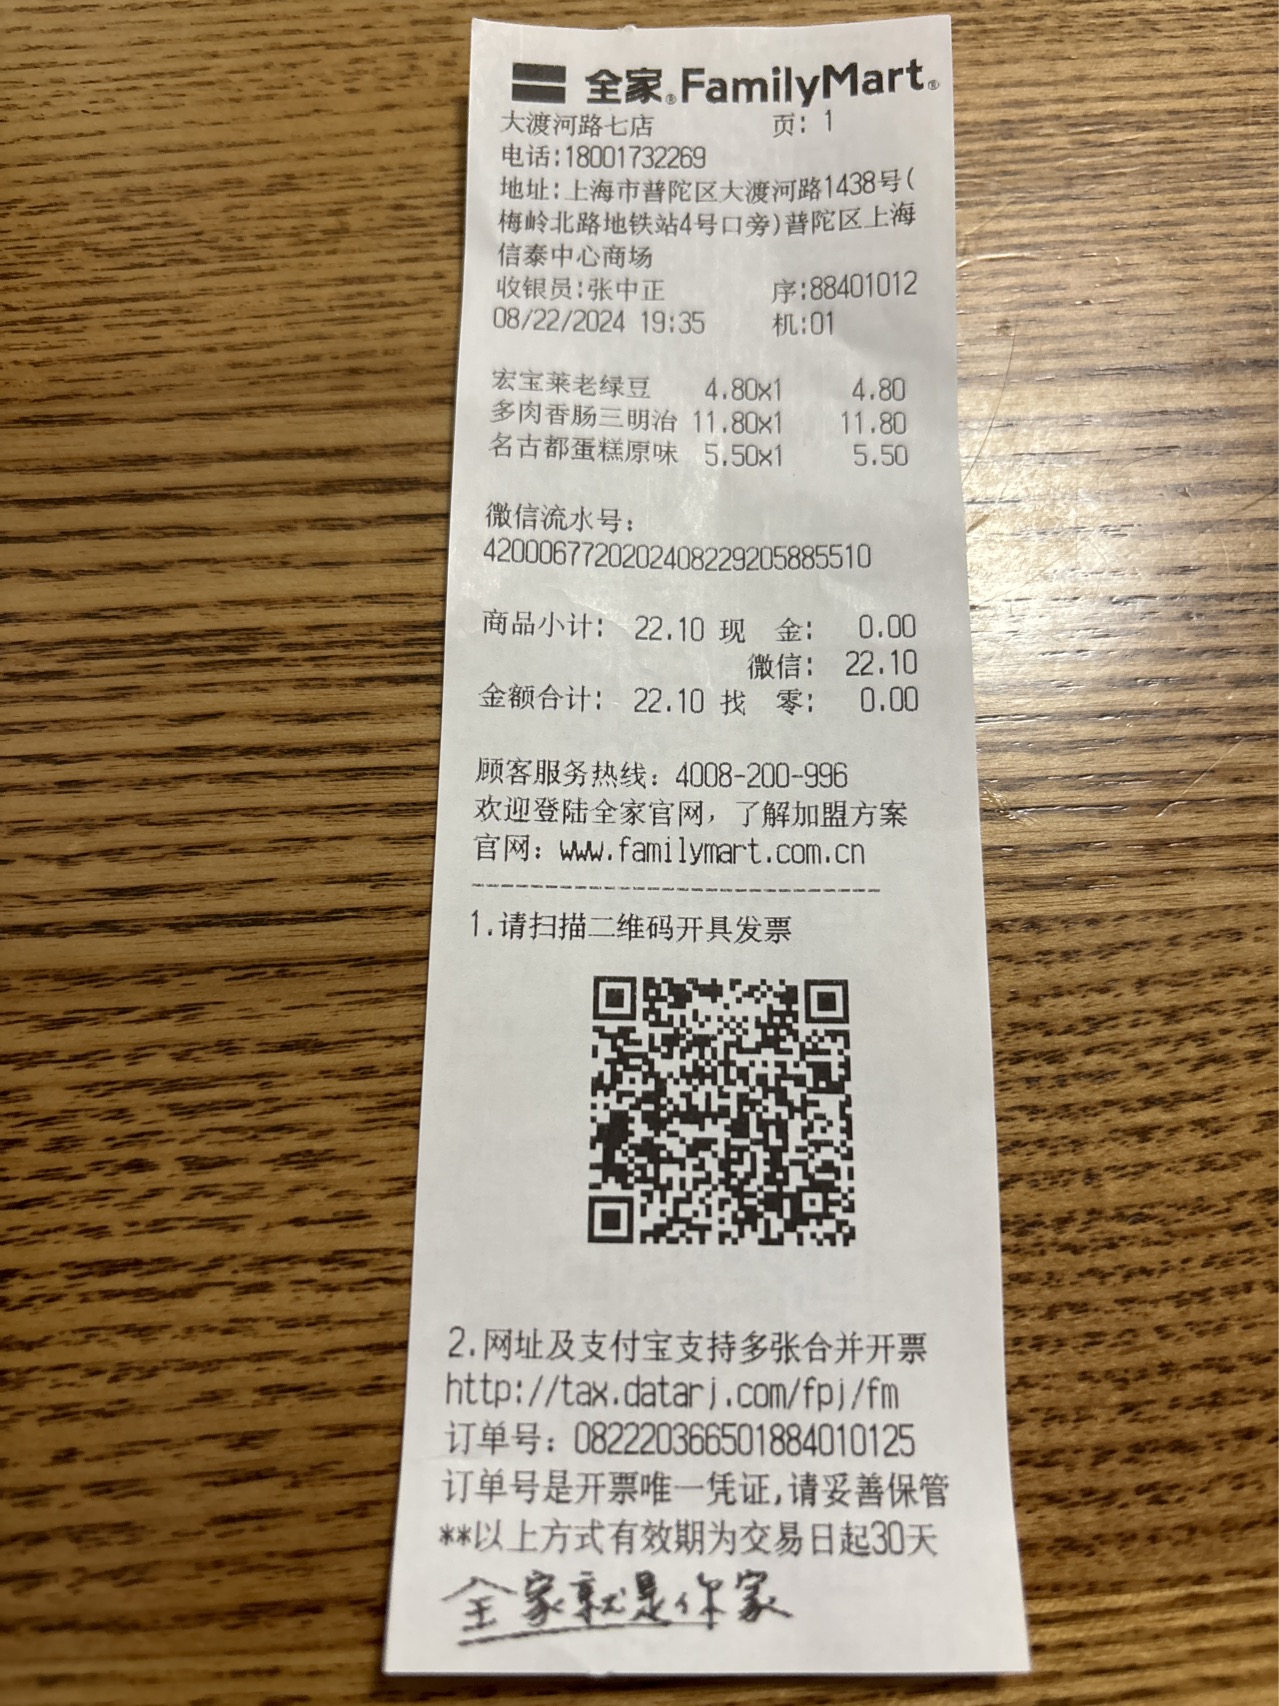 全家®FamilyMart®
大渡河路七店 页: 1
电话:18001732269
地址:上海市普陀区大渡河路1438号(
梅岭北路地铁站4号口旁)普陀区上海
信泰中心商场
收银员:张中正 序:88401012
08/22/2024 19:35 机:01
宏宝莱老绿豆 4.80x1 4.80
多肉香肠三明治 11.80x1 11.80
名古都蛋糕原味 5.50x1 5.50
微信流水号:
4200067720202408229205885510
商品小计: 22.10 现 金: 0.00
微信: 22.10
金额合计: 22.10 找 零: 0.00
顾客服务热线: 4008-200-996
欢迎登陆全家官网, 了解加盟方案
官网: www.familymart.com.cn
1.请扫描二维码开具发票
2.网址及支付宝支持多张合并开票
http://tax.datarj.com/fpj/fm
订单号: 08222036650188401​0125
订单号是开票唯一凭证,请妥善保管
**以上方式有效期为交易日起30天
全家就是你家